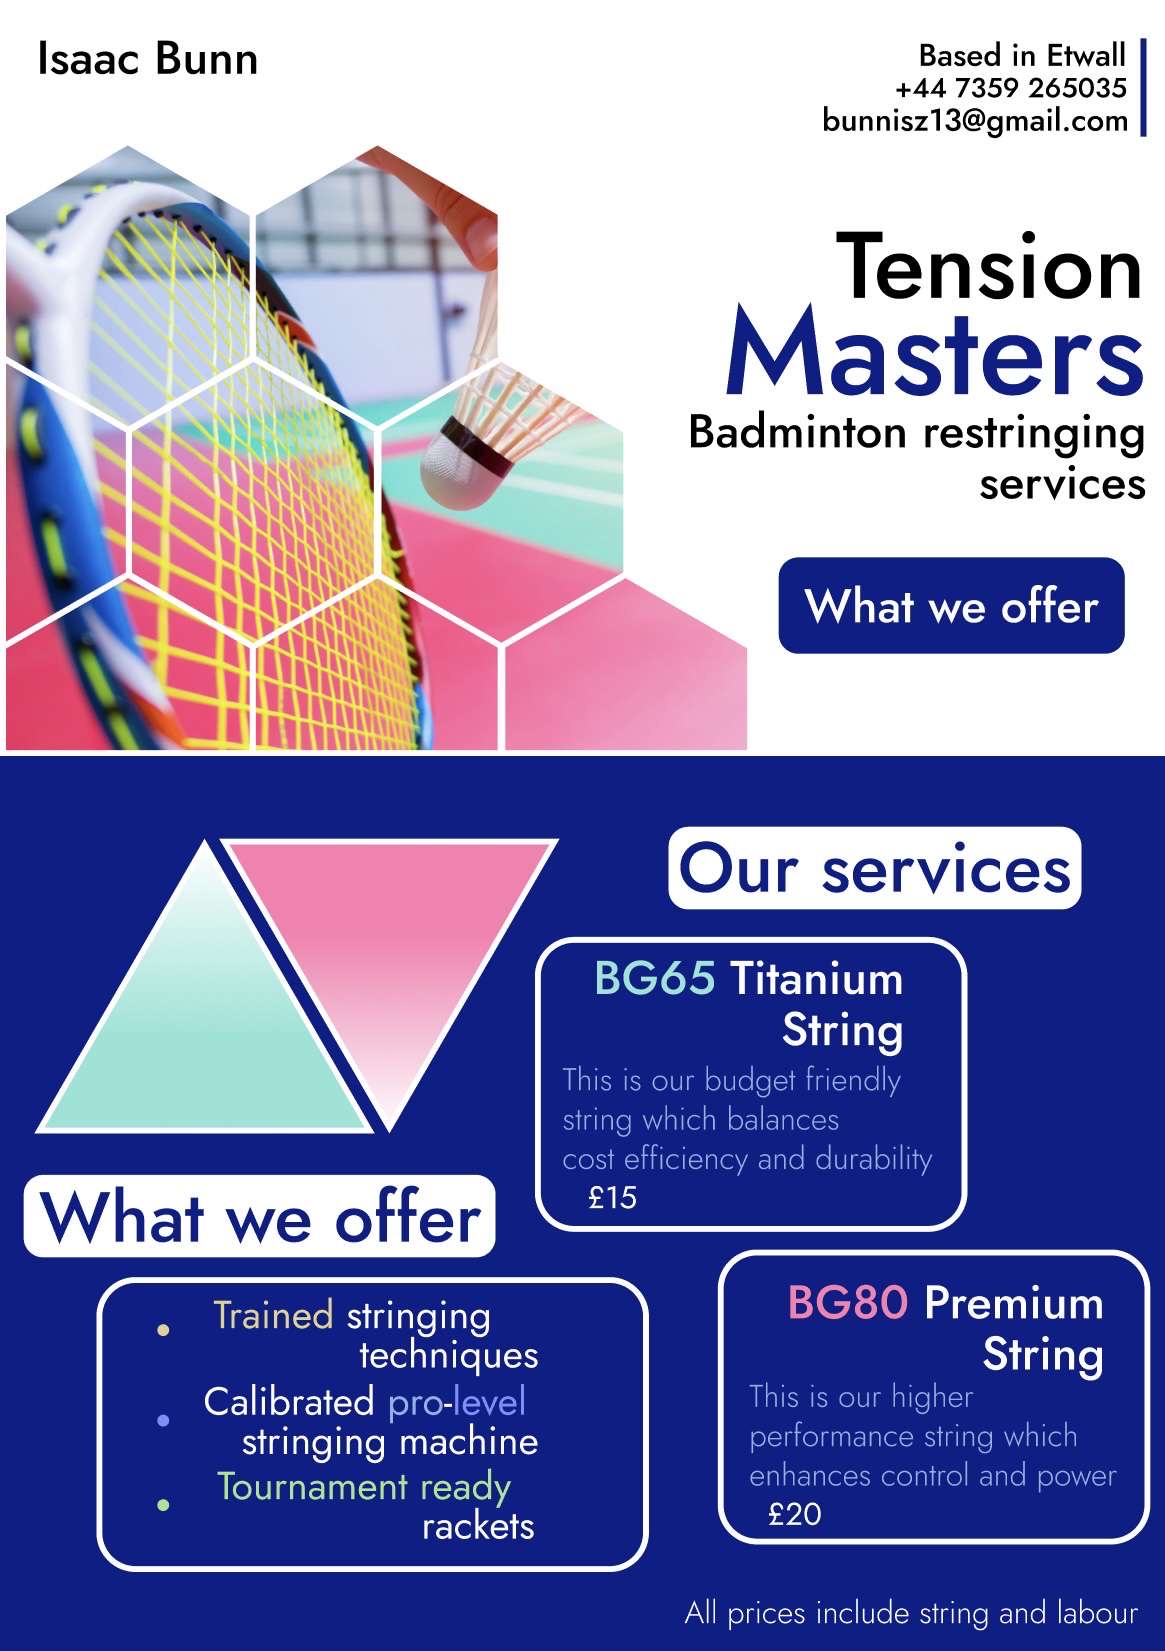 Isaac Bunn
Based in Etwall
+44 7359 265035
bunnisz13@gmail.com
Tension
Masters
Badminton restringing
services
What we offer
Our services
BG65 Titanium
String
This is our budget friendly
string which balances
cost efficiency and durability
£15
What we offer
Trained stringing
techniques
Calibrated pro-level
stringing machine
Tournament ready
rackets
BG80 Premium
String
This is our higher
performance string which
enhances control and power
£20
All prices include string and labour